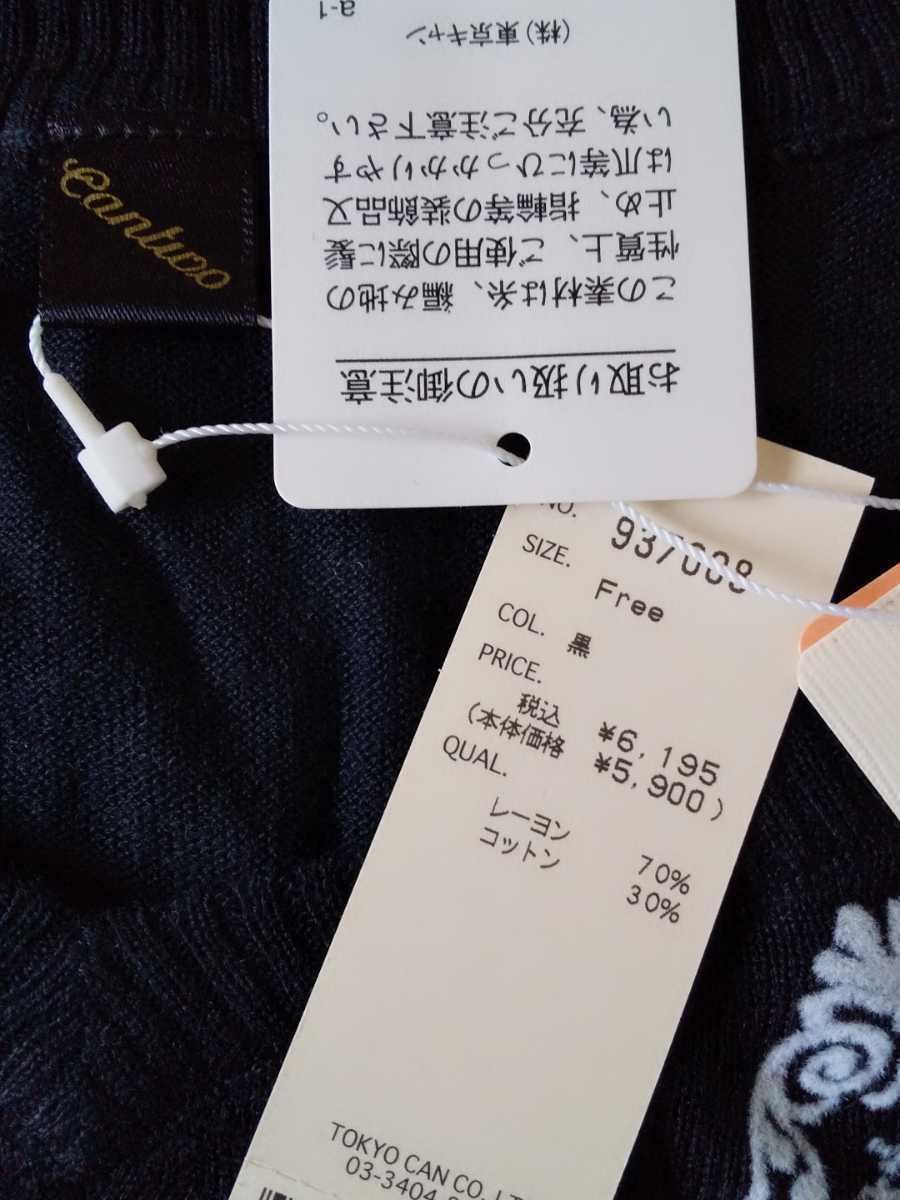 Cantwo
お取り扱いの御注意
この素材は糸、編み地の
性質上、ご使用の際に髪
止め、指輪等の装飾品又
は爪等にひっかかりやす
い為、充分ご注意下さい。
(株)東京キャン
a-1
NO.
SIZE. Free
COL. 黒
PRICE.
税込 ¥6,195
(本体価格 ¥5,900)
QUAL.
レーヨン 70%
コットン 30%
TOKYO CAN CO.
03-3404